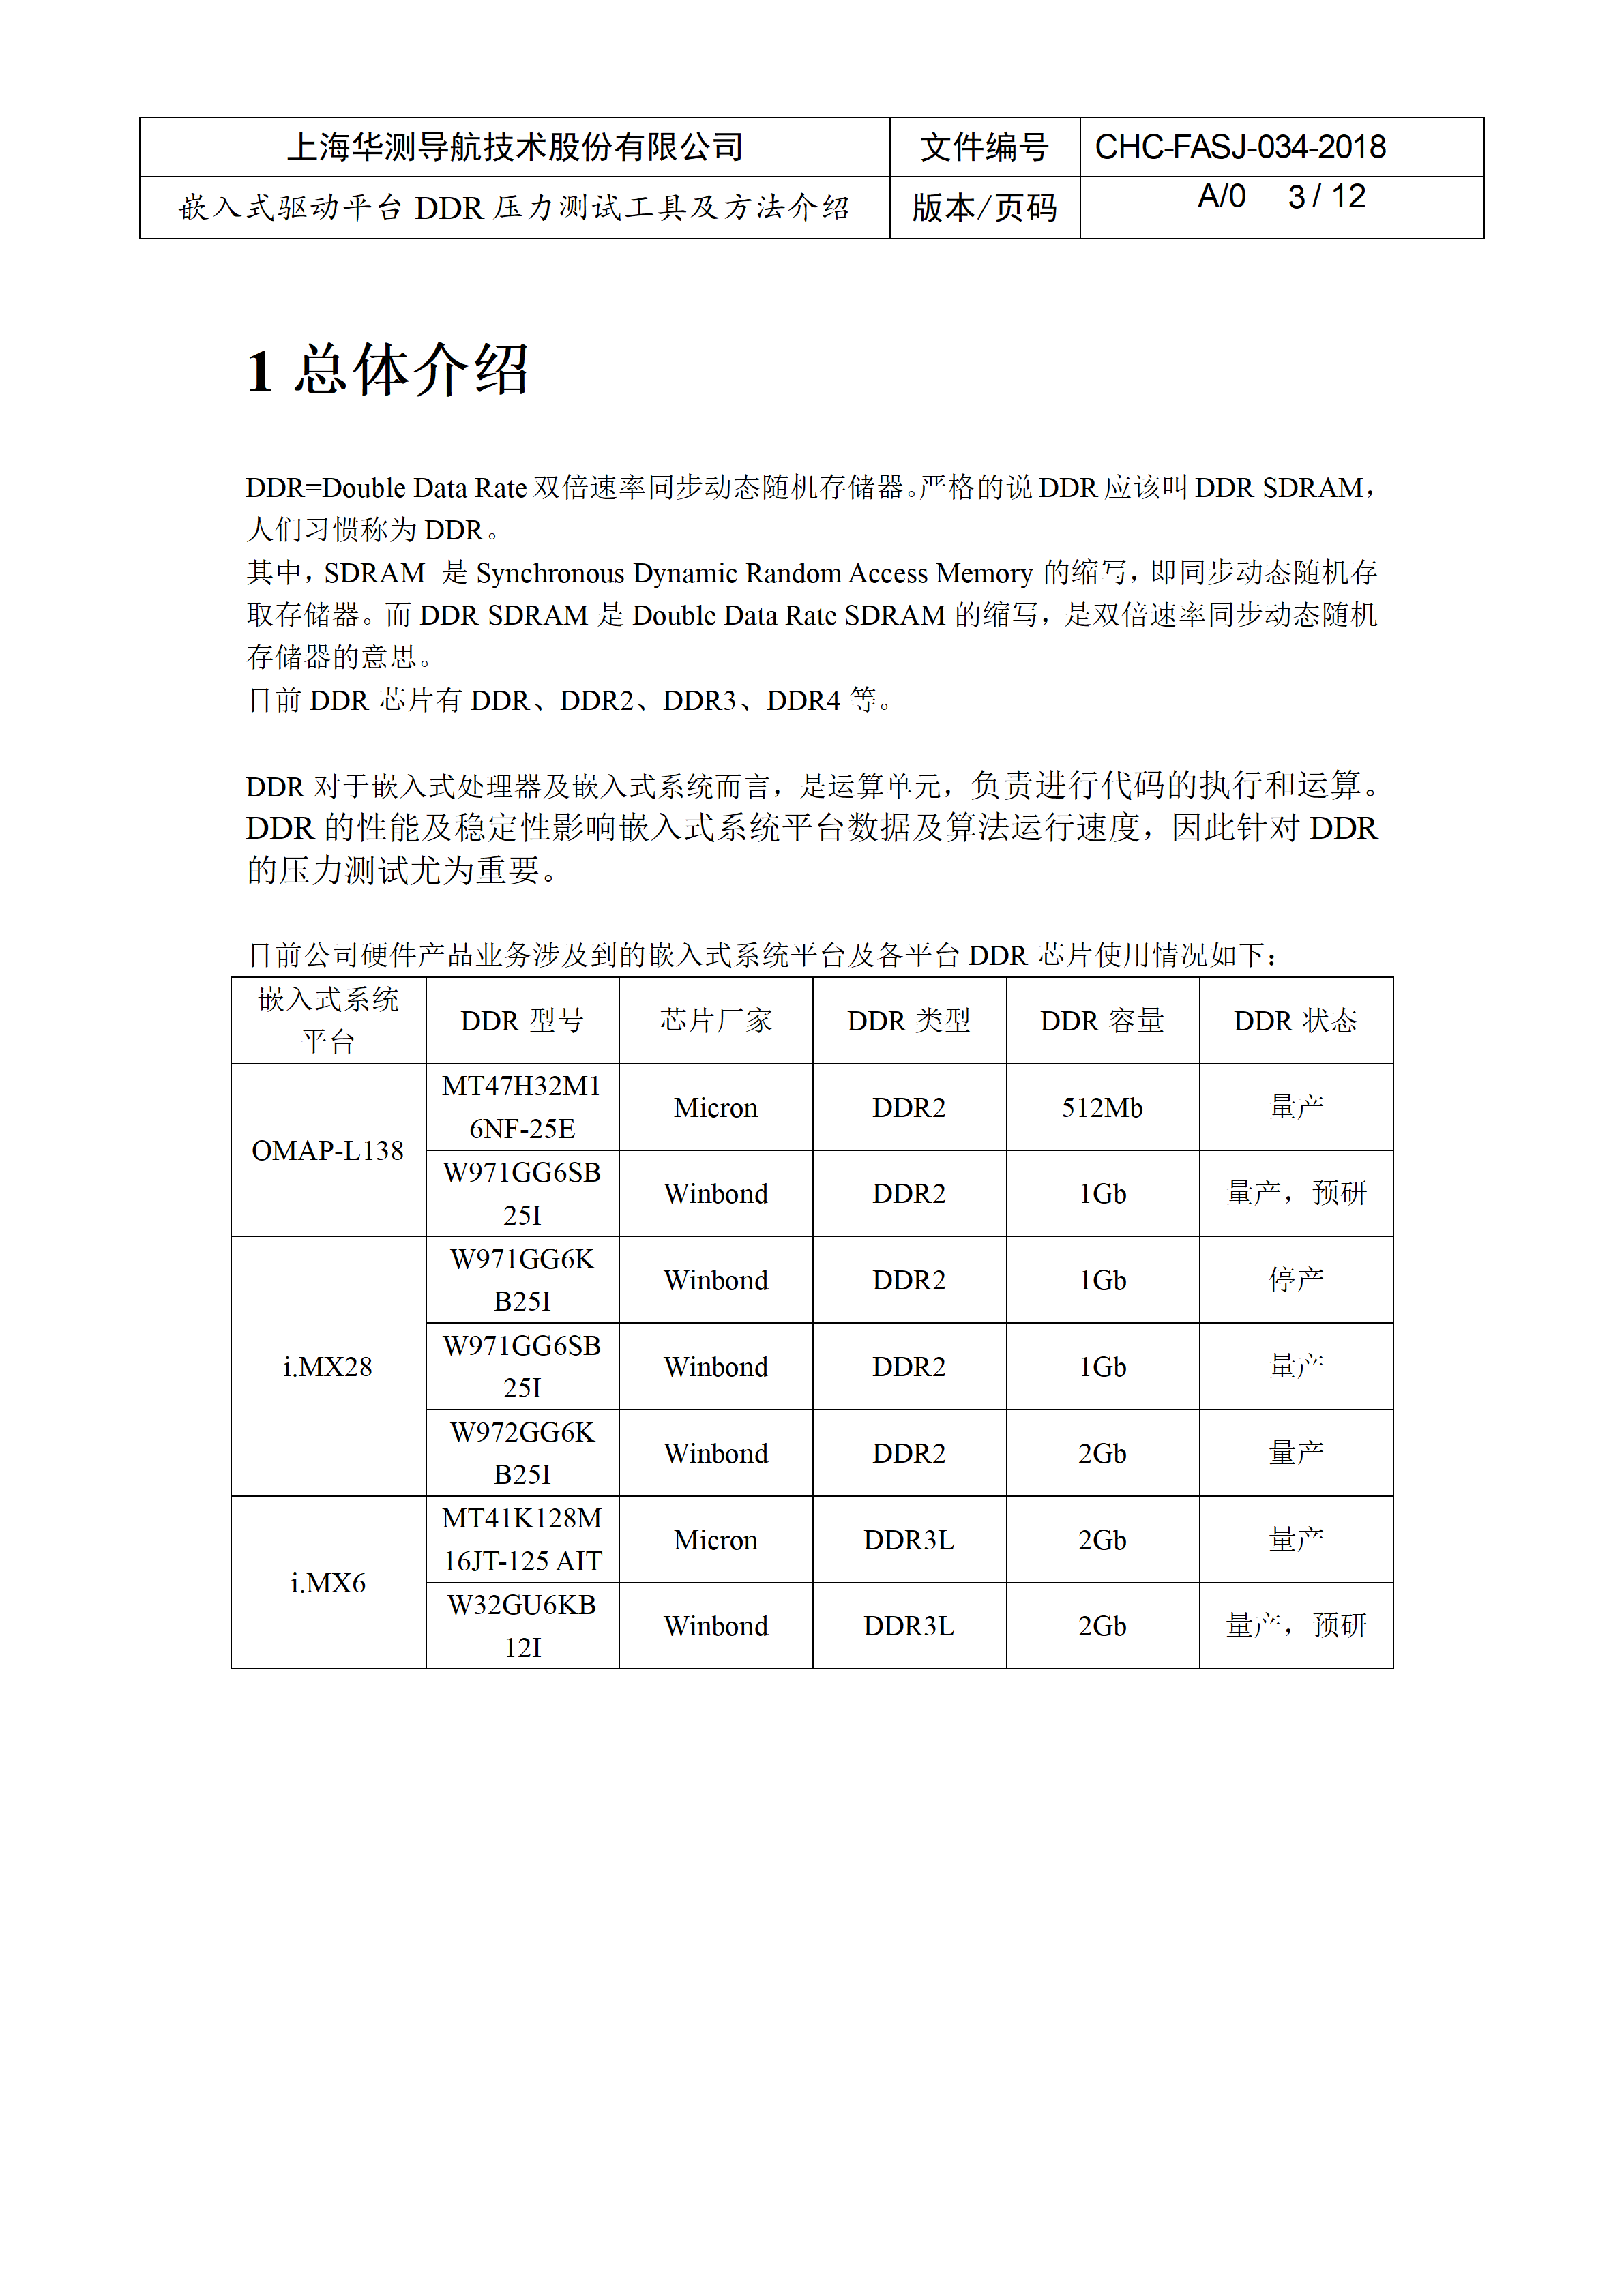 上海华测导航技术股份有限公司 文件编号 CHC-FASJ-034-2018
嵌入式驱动平台 DDR 压力测试工具及方法介绍 版本/页码 A/0 3 / 12
1 总体介绍
DDR=Double Data Rate 双倍速率同步动态随机存储器。严格的说 DDR 应该叫 DDR SDRAM，
人们习惯称为 DDR。
其中，SDRAM 是 Synchronous Dynamic Random Access Memory 的缩写，即同步动态随机存
取存储器。而 DDR SDRAM 是 Double Data Rate SDRAM 的缩写，是双倍速率同步动态随机
存储器的意思。
目前 DDR 芯片有 DDR、DDR2、DDR3、DDR4 等。
DDR 对于嵌入式处理器及嵌入式系统而言，是运算单元，负责进行代码的执行和运算。
DDR 的性能及稳定性影响嵌入式系统平台数据及算法运行速度，因此针对 DDR
的压力测试尤为重要。
目前公司硬件产品业务涉及到的嵌入式系统平台及各平台 DDR 芯片使用情况如下：
嵌入式系统
平台
DDR 型号 芯片厂家 DDR 类型 DDR 容量 DDR 状态
OMAP-L138
MT47H32M1
6NF-25E
Micron DDR2 512Mb 量产
W971GG6SB
25I
Winbond DDR2 1Gb 量产，预研
i.MX28
W971GG6K
B25I
Winbond DDR2 1Gb 停产
W971GG6SB
25I
Winbond DDR2 1Gb 量产
W972GG6K
B25I
Winbond DDR2 2Gb 量产
i.MX6
MT41K128M
16JT-125 AIT
Micron DDR3L 2Gb 量产
W32GU6KB
12I
Winbond DDR3L 2Gb 量产，预研